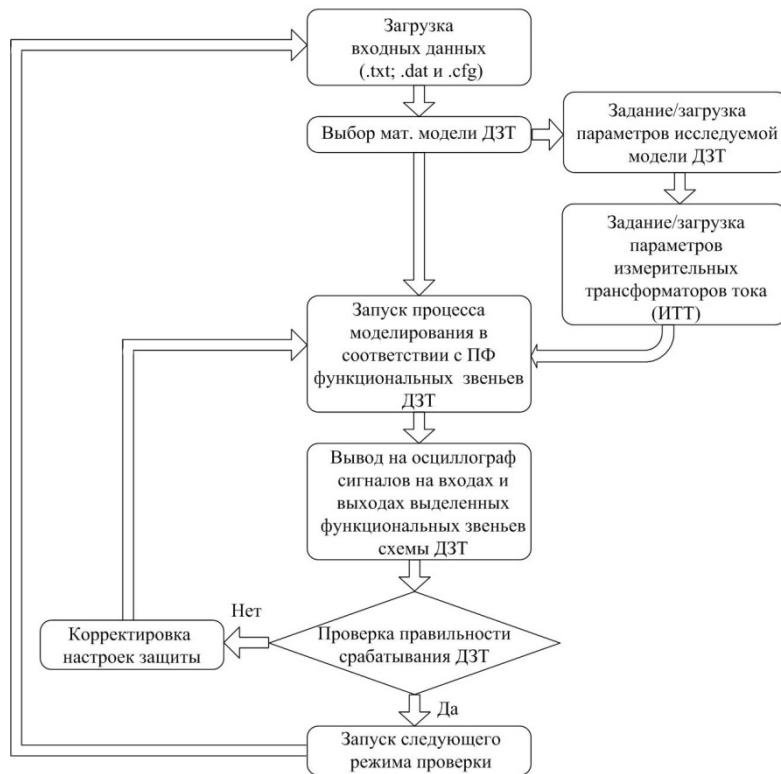 Загрузка
входных данных
(.txt; .dat и .cfg)
Выбор мат. модели ДЗТ
Задание/загрузка
параметров исследуемой
модели ДЗТ
Задание/загрузка
параметров
измерительных
трансформаторов тока
(ИТТ)
Запуск процесса
моделирования в
соответствии с ПФ
функциональных звеньев
ДЗТ
Вывод на осциллограф
сигналов на входах и
выходах выделенных
функциональных звеньев
схемы ДЗТ
Проверка правильности
срабатывания ДЗТ
Нет
Корректировка
настроек защиты
Да
Запуск следующего
режима проверки